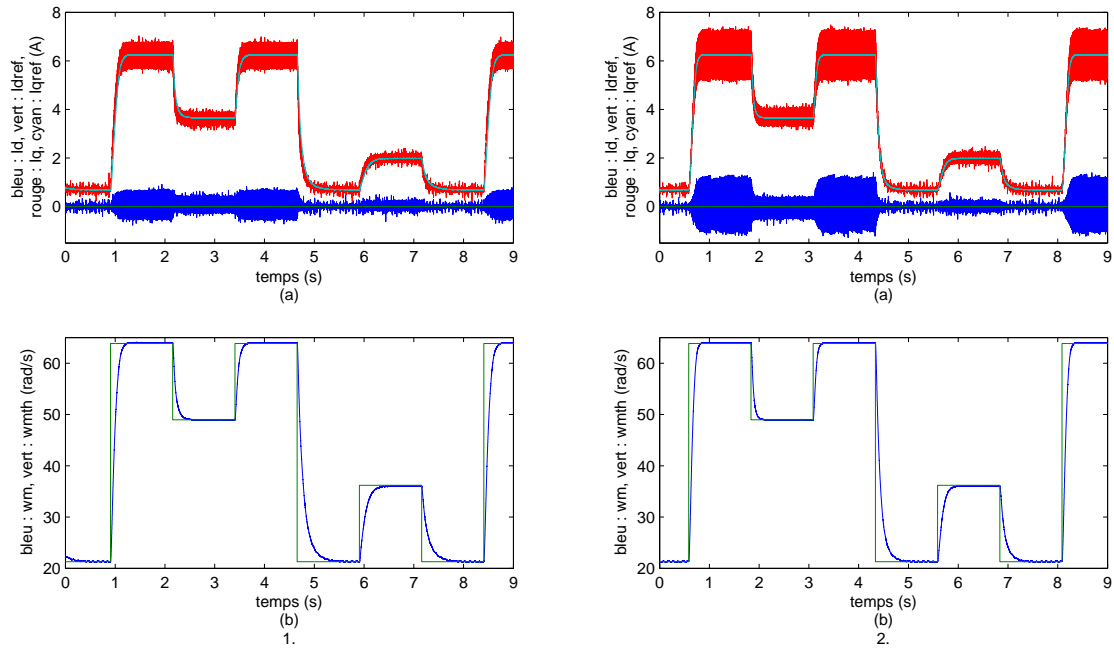 bleu : Id, vert : Idref,
rouge : Iq, cyan : Iqref (A)
8
6
4
2
0
0 1 2 3 4 5 6 7 8 9
temps (s)
(a)
bleu : Id, vert : Idref,
rouge : Iq, cyan : Iqref (A)
8
6
4
2
0
0 1 2 3 4 5 6 7 8 9
temps (s)
(a)
bleu : wm, vert : wmth (rad/s)
60
50
40
30
20
0 1 2 3 4 5 6 7 8 9
temps (s)
(b)
1.
bleu : wm, vert : wmth (rad/s)
60
50
40
30
20
0 1 2 3 4 5 6 7 8 9
temps (s)
(b)
2.